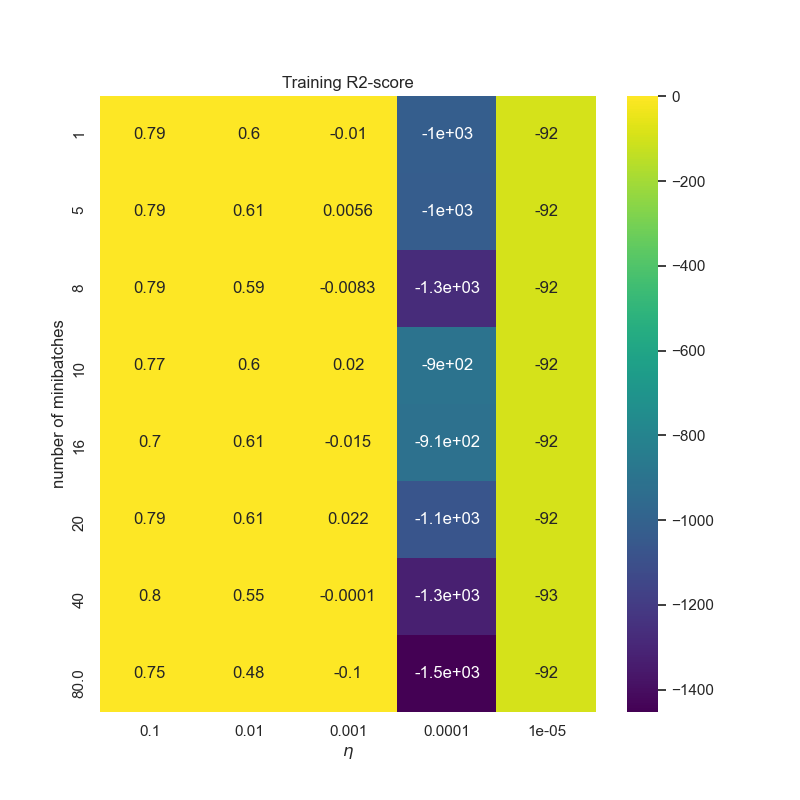 Training R2-score
number of minibatches
1 0.79 0.6 -0.01 -1e+03 -92
5 0.79 0.61 0.0056 -1e+03 -92
8 0.79 0.59 -0.0083 -1.3e+03 -92
10 0.77 0.6 0.02 -9e+02 -92
16 0.7 0.61 -0.015 -9.1e+02 -92
20 0.79 0.61 0.022 -1.1e+03 -92
40 0.8 0.55 -0.0001 -1.3e+03 -93
80.0 0.75 0.48 -0.1 -1.5e+03 -92
0.1 0.01 0.001 0.0001 1e-05
η
0
−200
−400
−600
−800
−1000
−1200
−1400